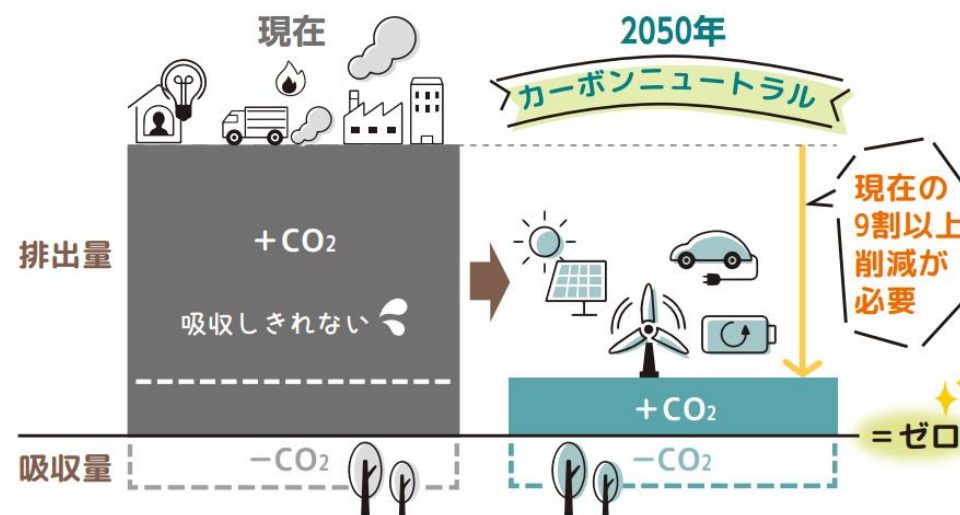 現在
2050年
カーボンニュートラル
排出量
+CO2
吸収しきれない
現在の
9割以上
削減が
必要
+CO2
=ゼロ
吸収量
-CO2
-CO2